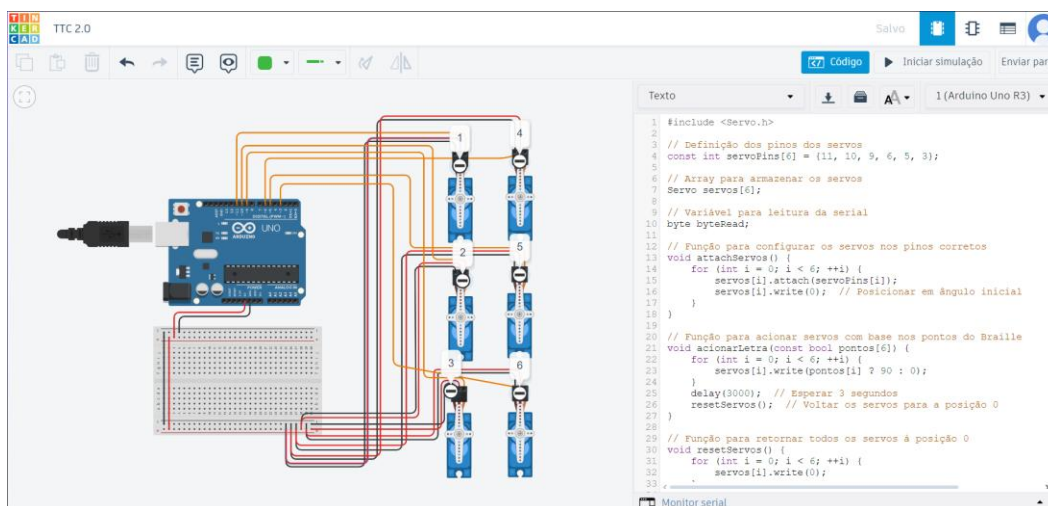 TIN
KER
CAD
TTC 2.0
Salvo
Código
Iniciar simulação
Enviar par
Texto
1 (Arduino Uno R3)
1 #include <Servo.h>
2
3 // Definição dos pinos dos servos
4 const int servoPins[6] = {11, 10, 9, 6, 5, 3};
5
6 // Array para armazenar os servos
7 Servo servos[6];
8
9 // Variável para leitura da serial
10 byte byteRead;
11
12 // Função para configurar os servos nos pinos corretos
13 void attachServos() {
14 for (int i = 0; i < 6; ++i) {
15 servos[i].attach(servoPins[i]);
16 servos[i].write(0); // Posicionar em ângulo inicial
17 }
18 }
19
20 // Função para acionar servos com base nos pontos do Braille
21 void acionarLetra(const bool pontos[6]) {
22 for (int i = 0; i < 6; ++i) {
23 servos[i].write(pontos[i] ? 90 : 0);
24 }
25 delay(3000); // Esperar 3 segundos
26 resetServos(); // Voltar os servos para a posição 0
27 }
28
29 // Função para retornar todos os servos à posição 0
30 void resetServos() {
31 for (int i = 0; i < 6; ++i) {
32 servos[i].write(0);
33
Monitor serial
1
4
2
5
3
6
UNO
ARDUINO